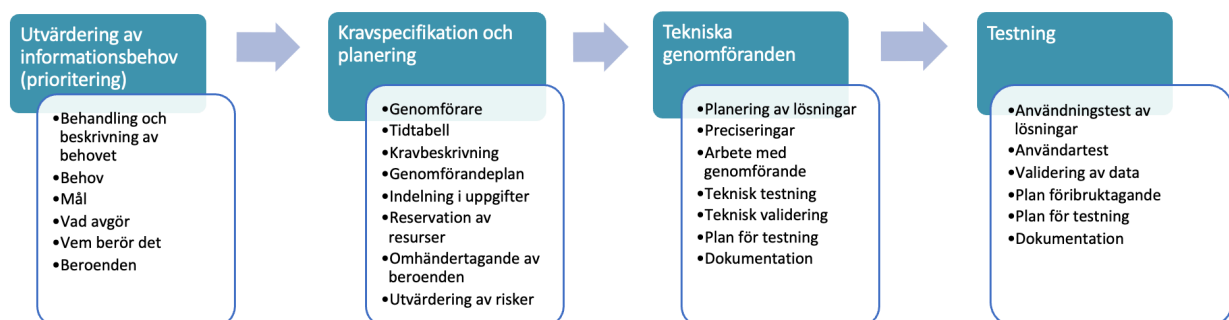 Utvärdering av
informationsbehov
(prioritering)
•Behandling och
beskrivning av
behovet
•Behov
•Mål
•Vad avgör
•Vem berör det
•Beroenden
Kravspecifikation och
planering
•Genomförare
•Tidtabell
•Kravbeskrivning
•Genomförandeplan
•Indelning i uppgifter
•Reservation av
resurser
•Omhändertagande av
beroenden
•Utvärdering av risker
Tekniska
genomföranden
•Planering av lösningar
•Preciseringar
•Arbete med
genomförande
•Teknisk testning
•Teknisk validering
•Plan för testning
•Dokumentation
Testning
•Användningstest av
lösningar
•Användartest
•Validering av data
•Plan föribruktagande
•Plan för testning
•Dokumentation